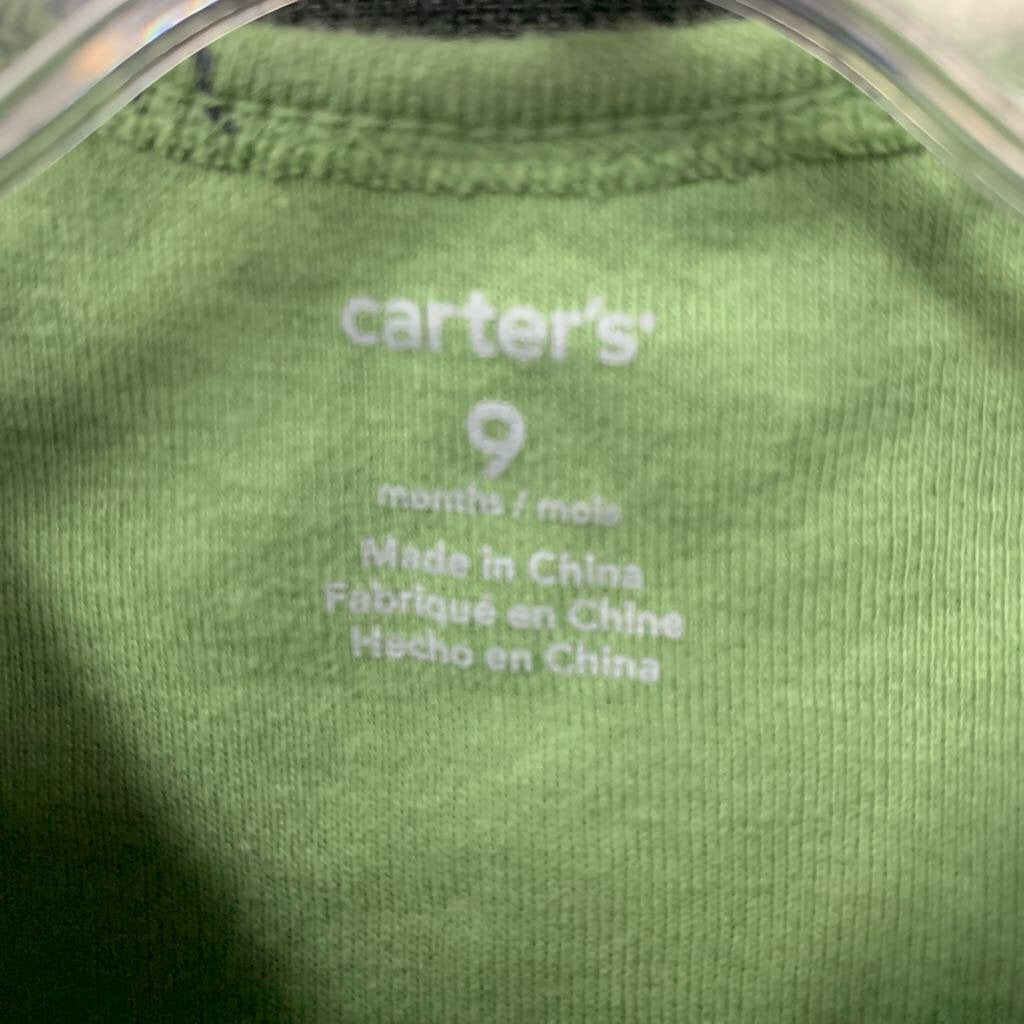 carter's
9
months / mois
Made in China
Fabriqué en Chine
Hecho en China